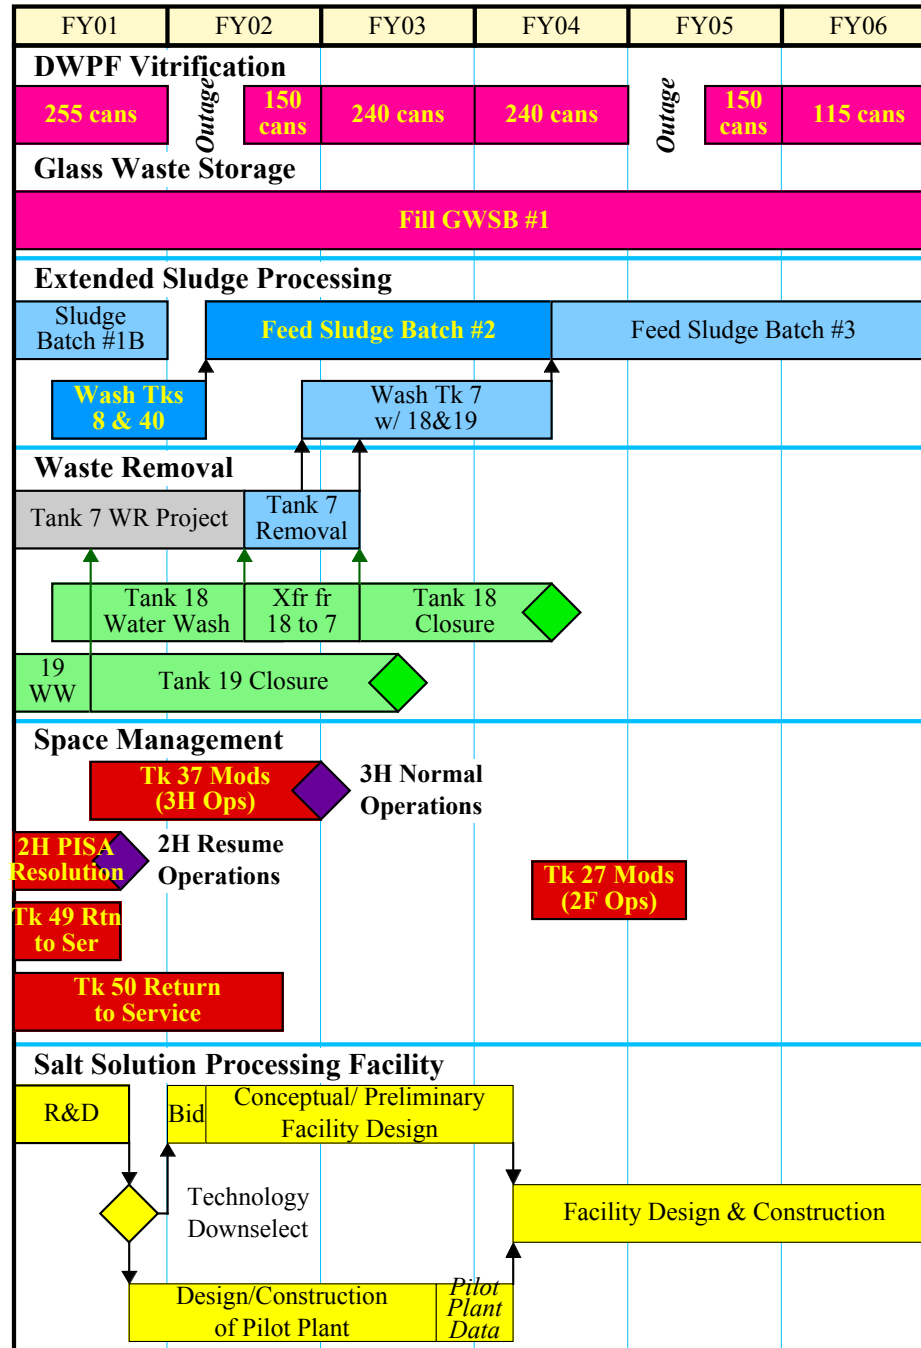 FY01 FY02 FY03 FY04 FY05 FY06
DWPF Vitrification
255 cans
Outage
150
cans
240 cans
240 cans
Outage
150
cans
115 cans
Glass Waste Storage
Fill GWSB #1
Extended Sludge Processing
Sludge
Batch #1B
Feed Sludge Batch #2
Feed Sludge Batch #3
Wash Tks
8 & 40
Wash Tk 7
w/ 18&19
Waste Removal
Tank 7 WR Project
Tank 7
Removal
Tank 18
Water Wash
Xfr fr
18 to 7
Tank 18
Closure
19
WW
Tank 19 Closure
Space Management
Tk 37 Mods
(3H Ops)
3H Normal
Operations
2H PISA
Resolution
2H Resume
Operations
Tk 27 Mods
(2F Ops)
Tk 49 Rtn
to Ser
Tk 50 Return
to Service
Salt Solution Processing Facility
R&D
Bid
Conceptual/ Preliminary
Facility Design
Technology
Downselect
Facility Design & Construction
Design/Construction
of Pilot Plant
Pilot
Plant
Data